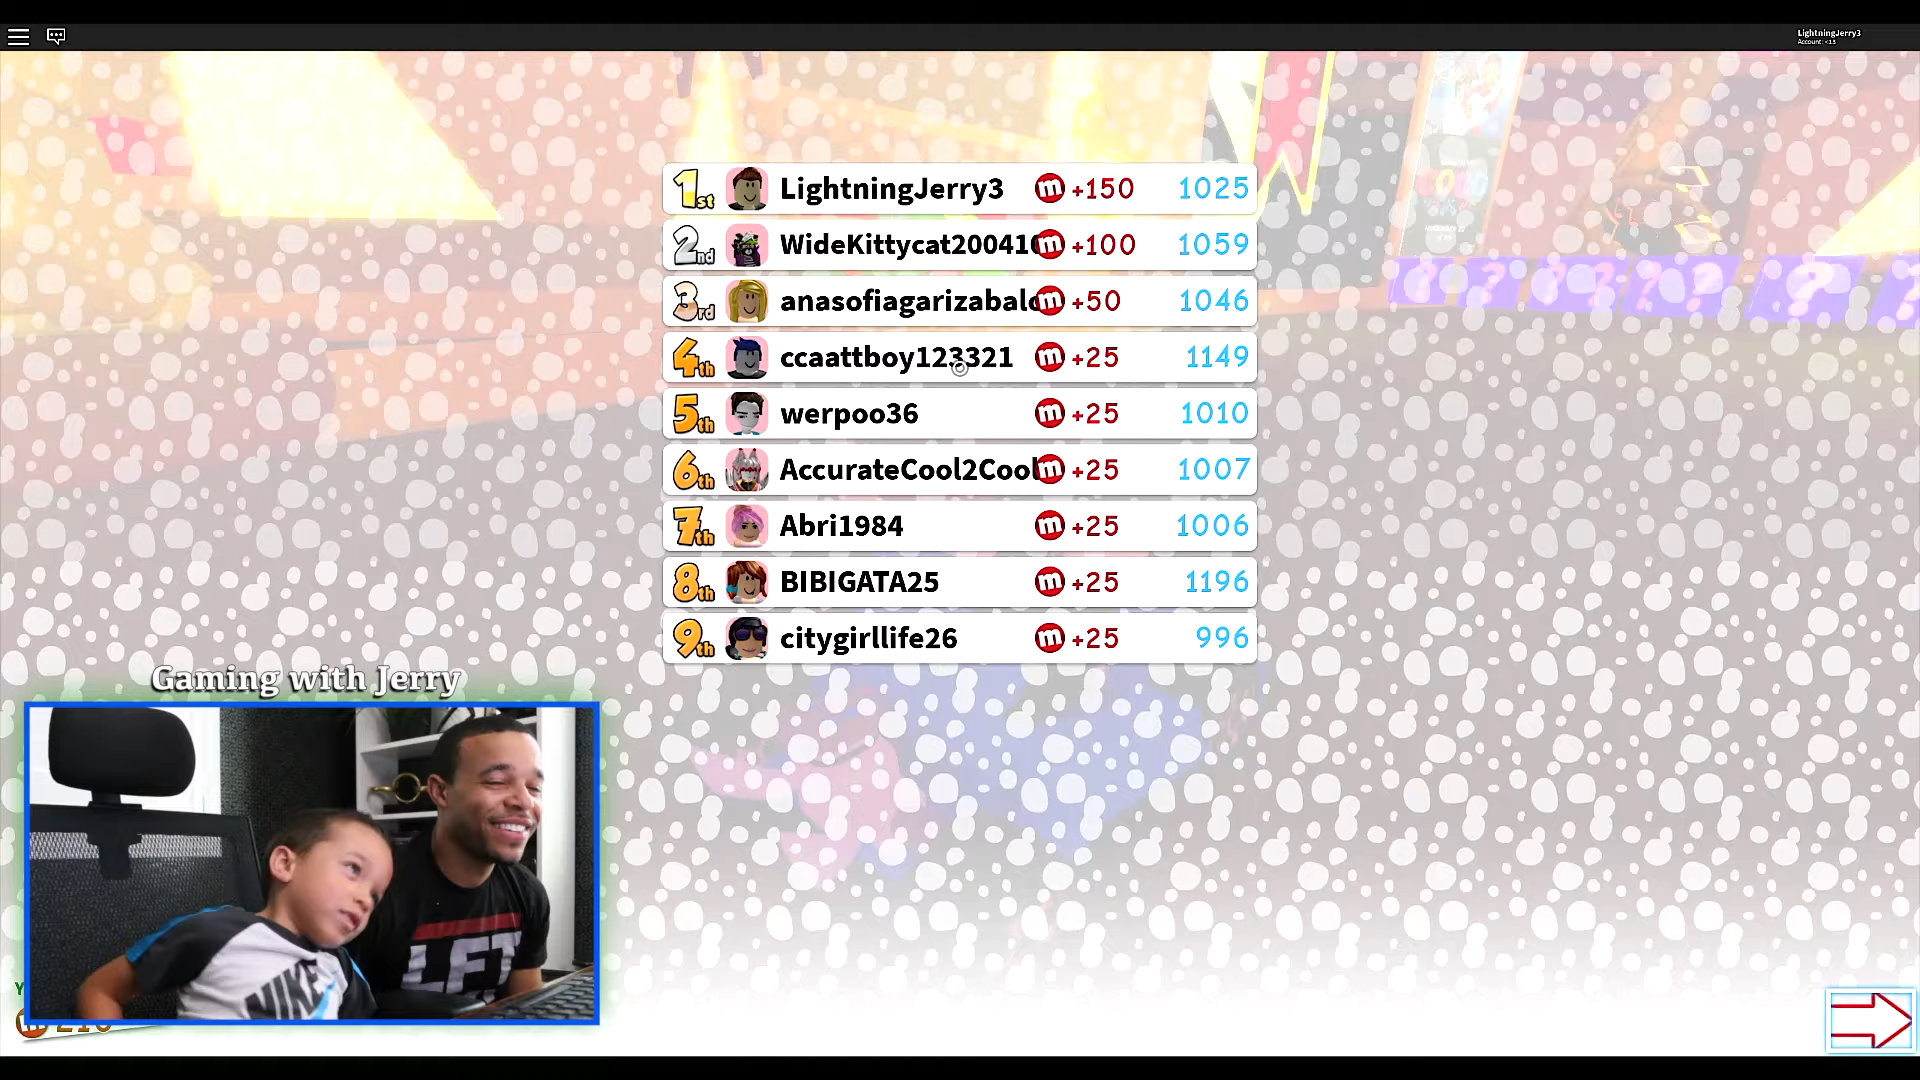 LightningJerry3
Account: <13
1st LightningJerry3 m +150 1025
2nd WideKittycat20041 m +100 1059
3rd anasofiagarizabal m +50 1046
4th ccaattboy123321 m +25 1149
5th werpoo36 m +25 1010
6th AccurateCool2Cool m +25 1007
7th Abri1984 m +25 1006
8th BIBIGATA25 m +25 1196
9th citygirllife26 m +25 996
Gaming with Jerry
NIKE
LFT